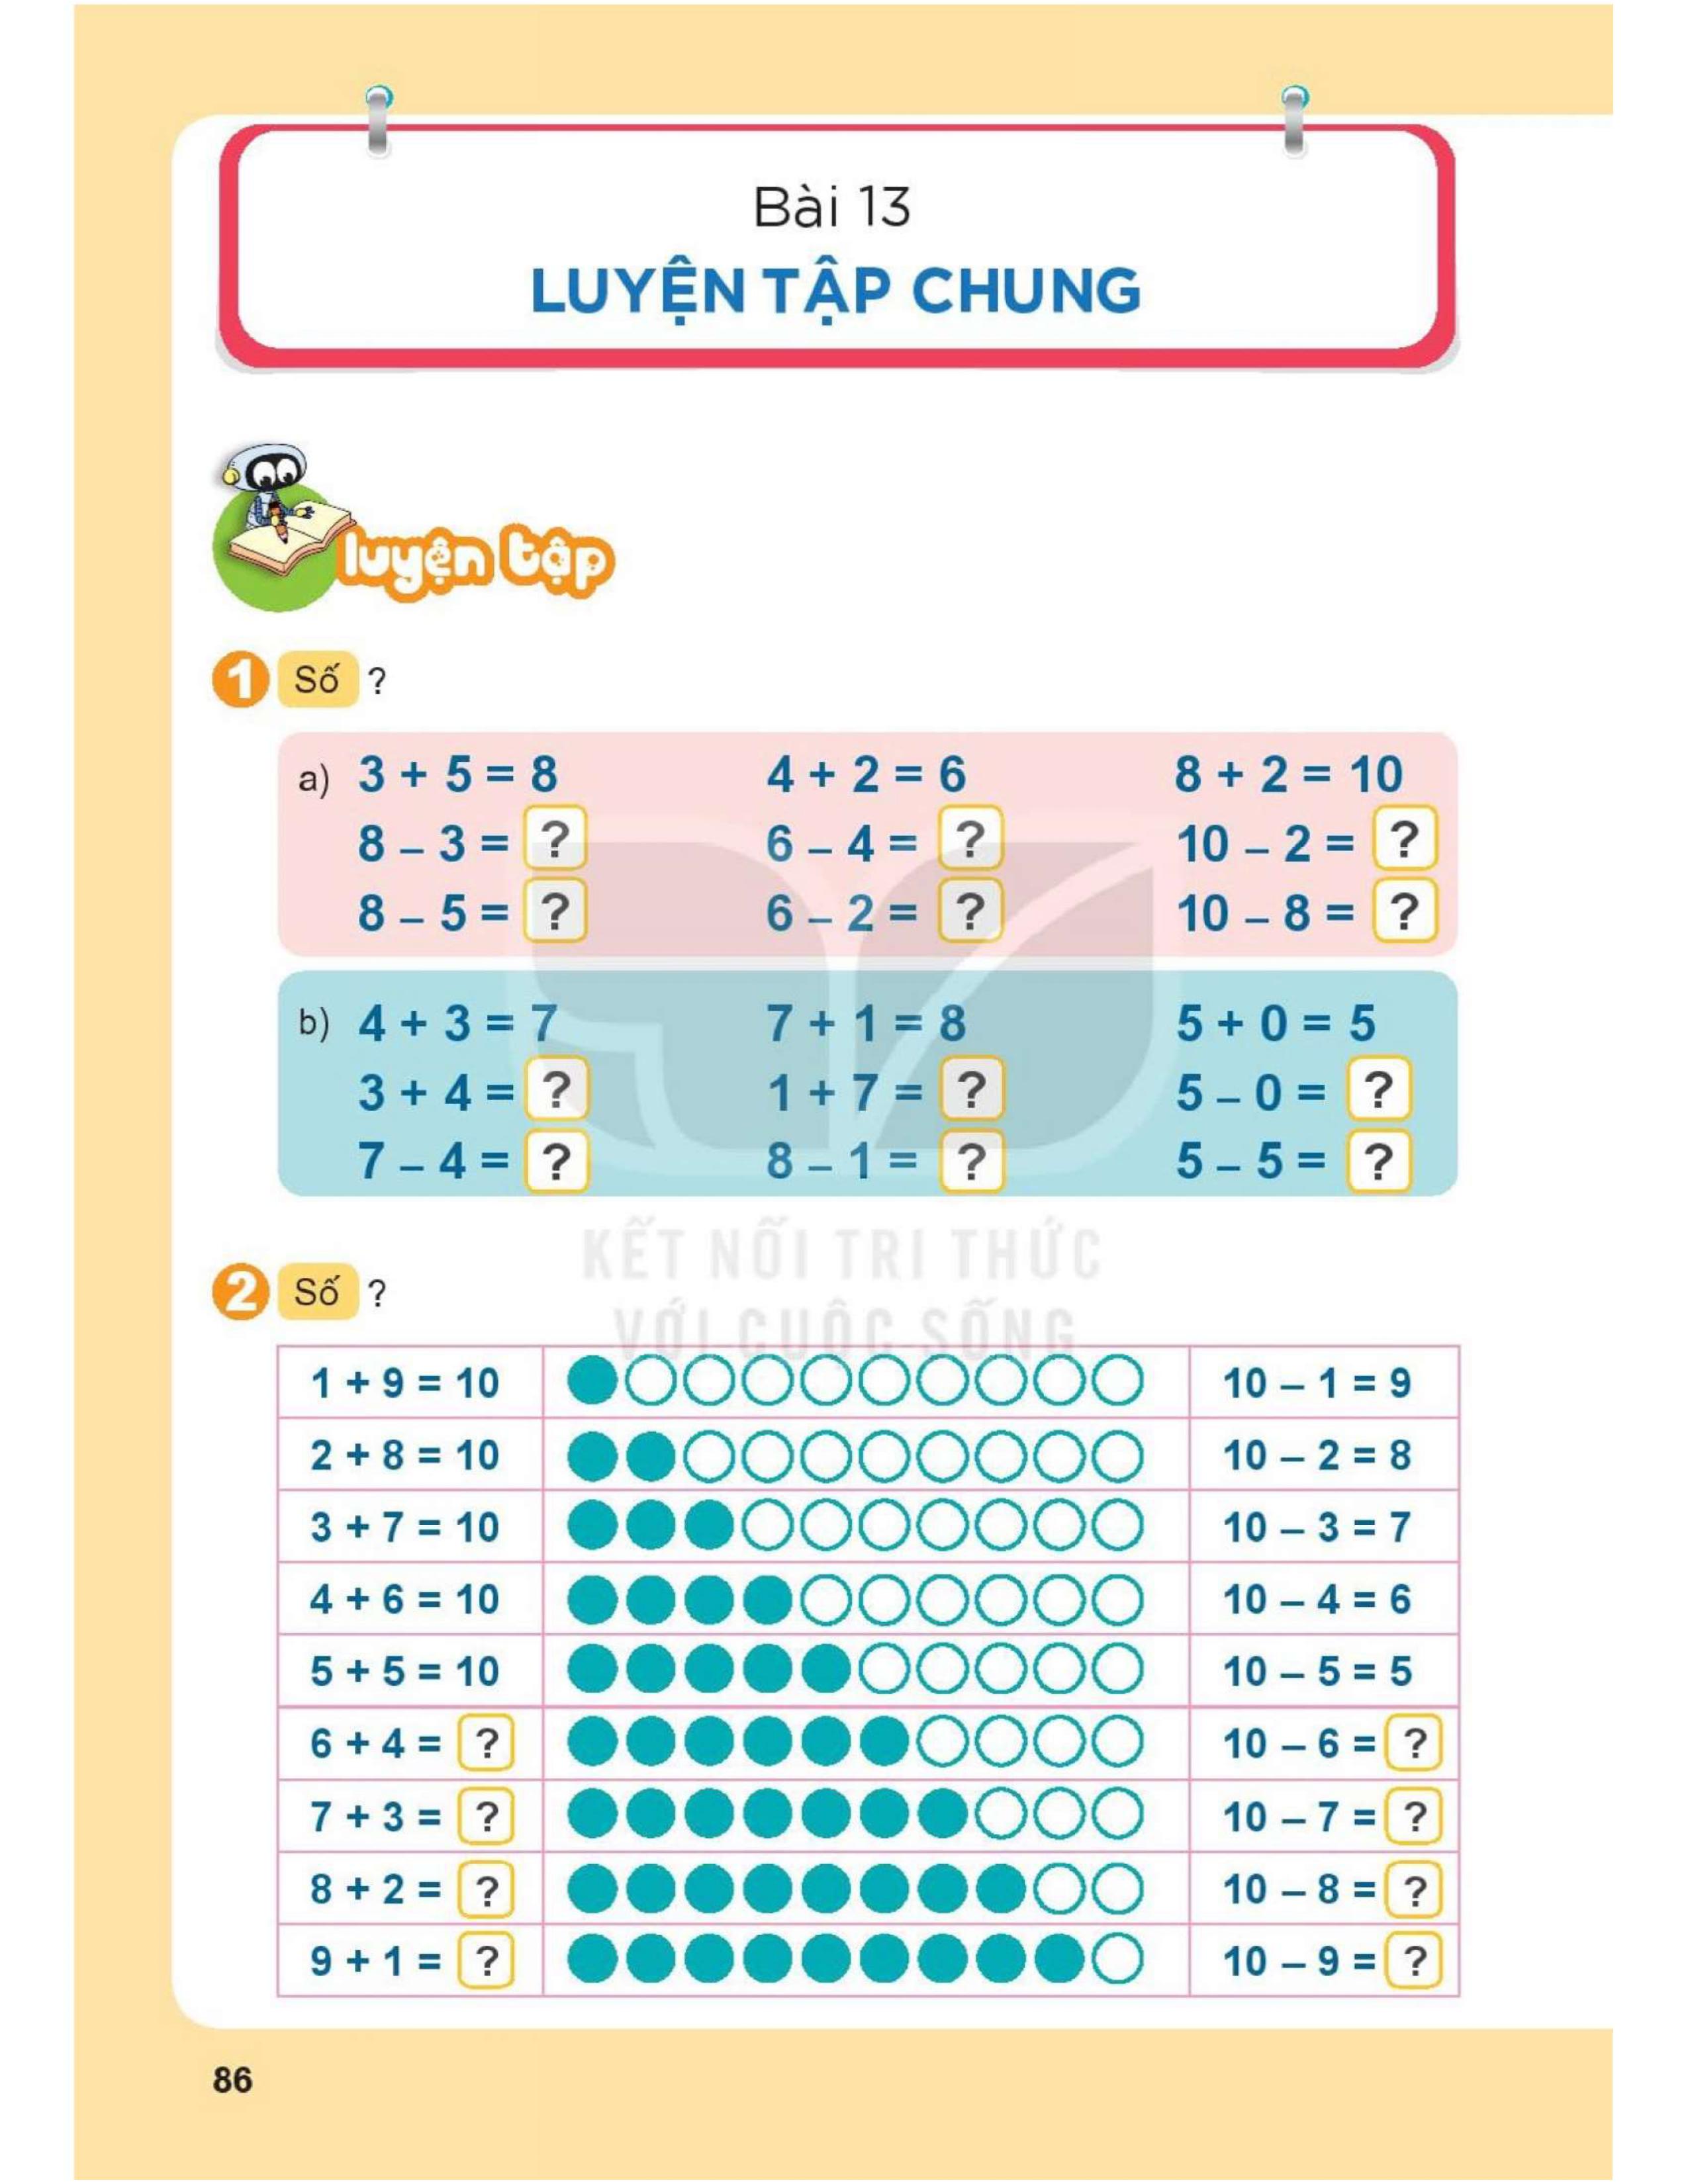 Bài 13
LUYỆN TẬP CHUNG
luyện tập
1 Số ?
a) 3 + 5 = 8 4 + 2 = 6 8 + 2 = 10
8 – 3 = ? 6 – 4 = ? 10 – 2 = ?
8 – 5 = ? 6 – 2 = ? 10 – 8 = ?
b) 4 + 3 = 7 7 + 1 = 8 5 + 0 = 5
3 + 4 = ? 1 + 7 = ? 5 – 0 = ?
7 – 4 = ? 8 – 1 = ? 5 – 5 = ?
KẾT NỐI TRI THỨC
VỚI CUỘC SỐNG
2 Số ?
1 + 9 = 10 10 – 1 = 9
2 + 8 = 10 10 – 2 = 8
3 + 7 = 10 10 – 3 = 7
4 + 6 = 10 10 – 4 = 6
5 + 5 = 10 10 – 5 = 5
6 + 4 = ? 10 – 6 = ?
7 + 3 = ? 10 – 7 = ?
8 + 2 = ? 10 – 8 = ?
9 + 1 = ? 10 – 9 = ?
86